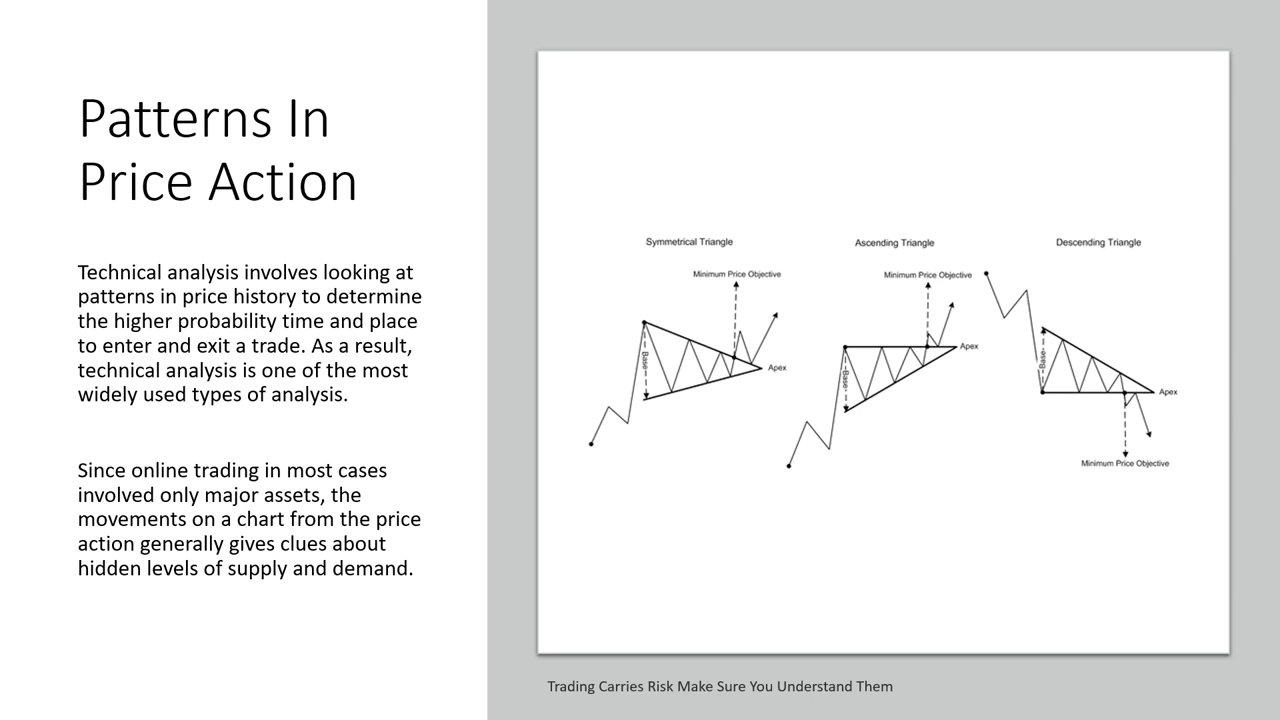 Patterns In
Price Action
Technical analysis involves looking at
patterns in price history to determine
the higher probability time and place
to enter and exit a trade. As a result,
technical analysis is one of the most
widely used types of analysis.
Since online trading in most cases
involved only major assets, the
movements on a chart from the price
action generally gives clues about
hidden levels of supply and demand.
Symmetrical Triangle
Minimum Price Objective
Base
Apex
Ascending Triangle
Minimum Price Objective
Base
Apex
Descending Triangle
Base
Apex
Minimum Price Objective
Trading Carries Risk Make Sure You Understand Them